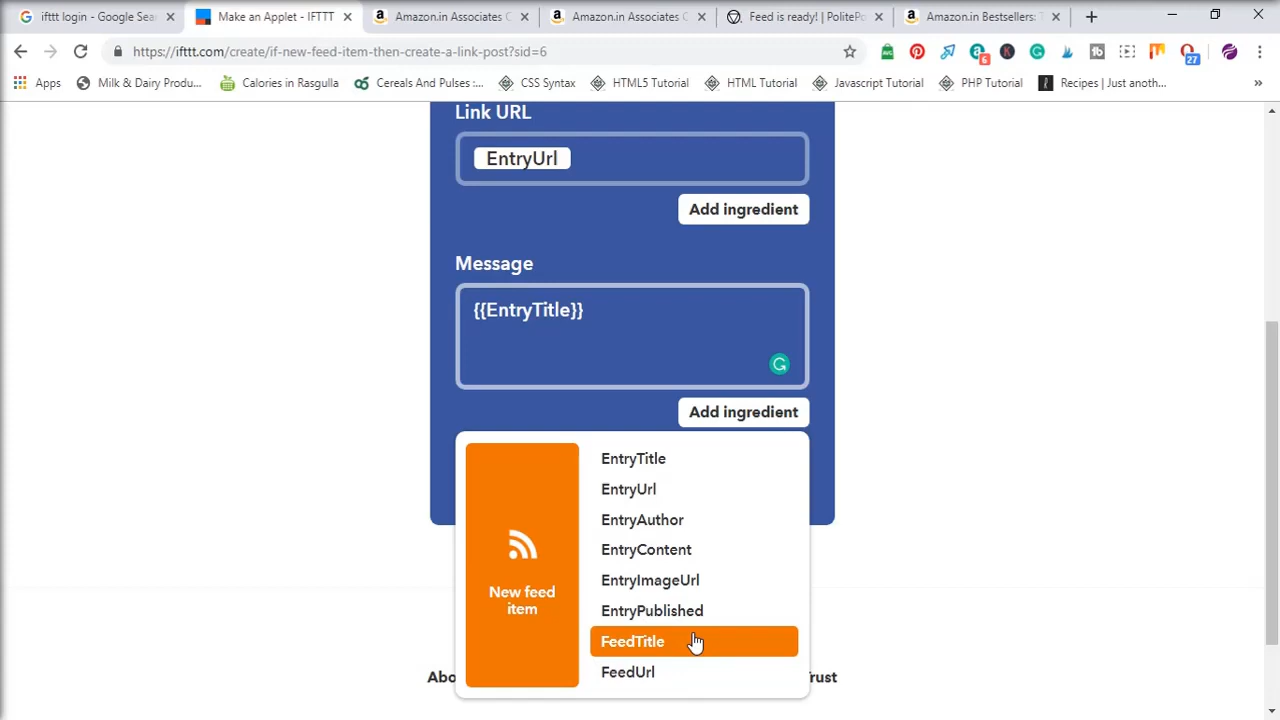 ifttt login - Google Sea
Make an Applet - IFTTT
Amazon.in Associates C
Amazon.in Associates C
Feed is ready! | PolitePo
Amazon.in Bestsellers: T
https://ifttt.com/create/if-new-feed-item-then-create-a-link-post?sid=6
6
27
Apps
Milk & Dairy Produ...
Calories in Rasgulla
Cereals And Pulses :...
CSS Syntax
HTML5 Tutorial
HTML Tutorial
Javascript Tutorial
PHP Tutorial
Recipes | Just anoth...
Link URL
EntryUrl
Add ingredient
Message
{{EntryTitle}}
Add ingredient
New feed
item
EntryTitle
EntryUrl
EntryAuthor
EntryContent
EntryImageUrl
EntryPublished
FeedTitle
FeedUrl
Abo
Trust